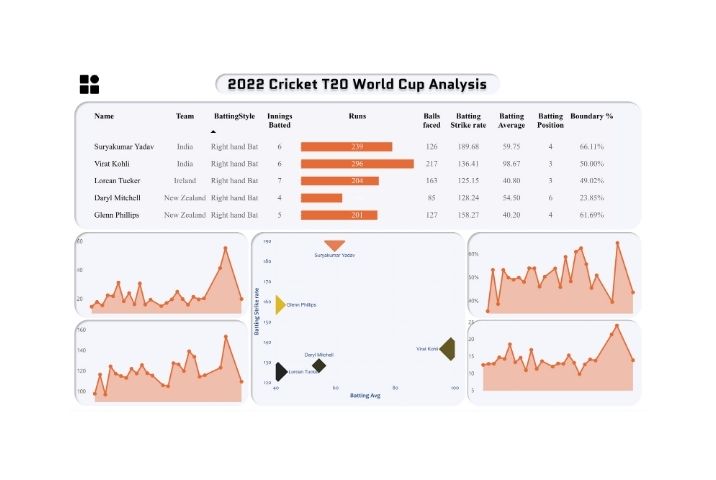 2022 Cricket T20 World Cup Analysis
Name Team BattingStyle Innings Batted Runs Balls faced Batting Strike rate Batting Average Batting Position Boundary %
Suryakumar Yadav India Right hand Bat 6 239 126 189.68 59.75 4 66.11%
Virat Kohli India Right hand Bat 6 296 217 136.41 98.67 3 50.00%
Lorcan Tucker Ireland Right hand Bat 7 204 163 125.15 40.80 3 49.02%
Daryl Mitchell New Zealand Right hand Bat 4 85 128.24 54.50 6 23.85%
Glenn Phillips New Zealand Right hand Bat 5 201 127 158.27 40.20 4 61.69%
60
40
20
160
140
120
100
Batting Strike rate
190
180
170
160
150
140
130
120
Suryakumar Yadav
Glenn Phillips
Virat Kohli
Daryl Mitchell
Lorcan Tucker
40 60 80 100
Batting Avg
60%
50%
40%
25
20
15
10
5